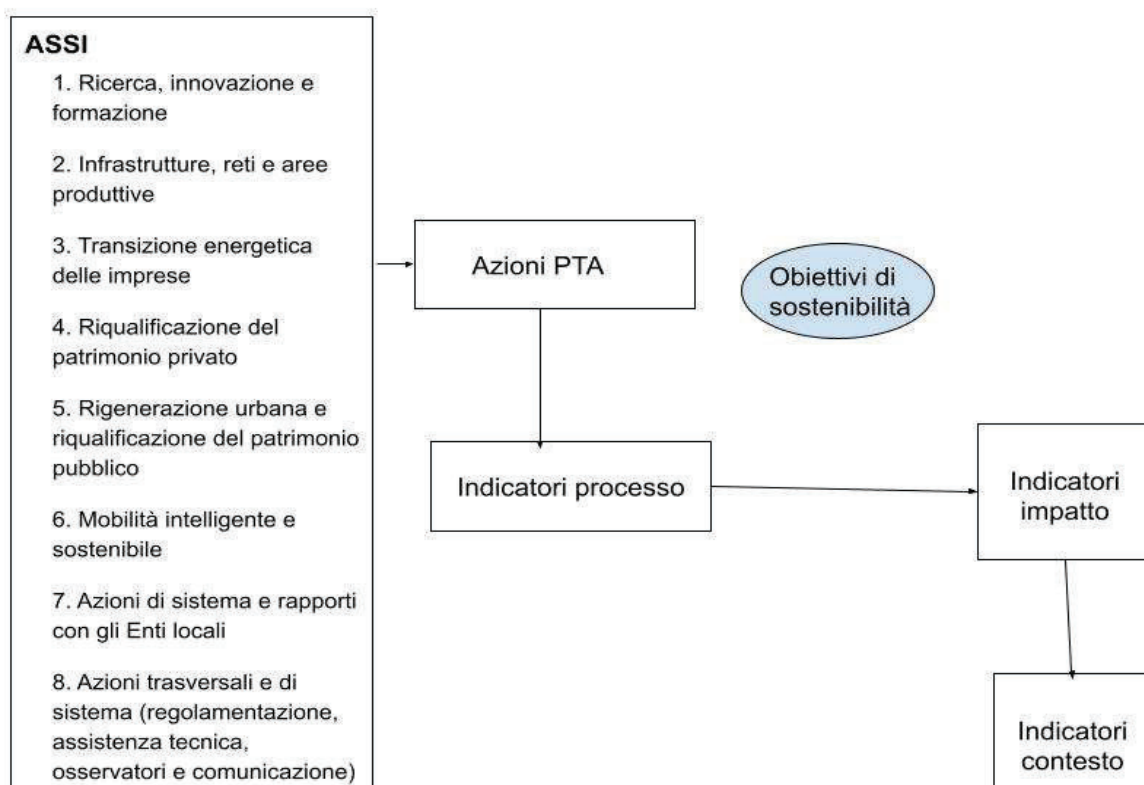 ASSI
1. Ricerca, innovazione e
formazione
2. Infrastrutture, reti e aree
produttive
3. Transizione energetica
delle imprese
4. Riqualificazione del
patrimonio privato
5. Rigenerazione urbana e
riqualificazione del patrimonio
pubblico
6. Mobilità intelligente e
sostenibile
7. Azioni di sistema e rapporti
con gli Enti locali
8. Azioni trasversali e di
sistema (regolamentazione,
assistenza tecnica,
osservatori e comunicazione)
Azioni PTA
Obiettivi di
sostenibilità
Indicatori processo
Indicatori
impatto
Indicatori
contesto